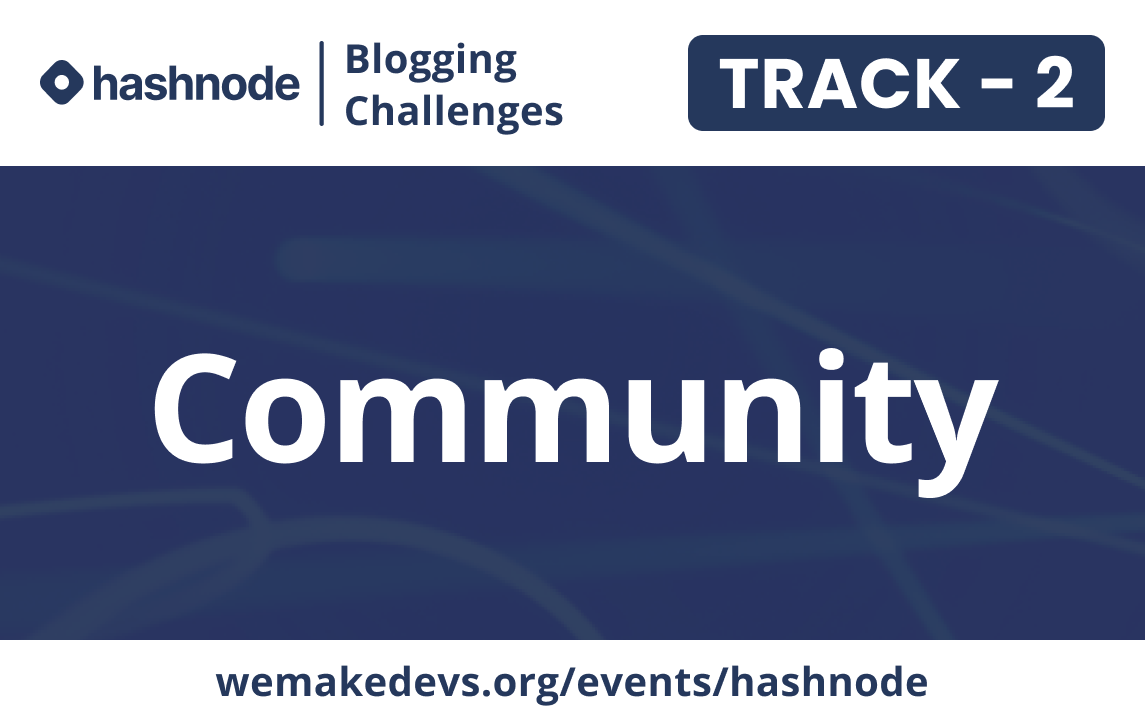 hashnode
Blogging
Challenges
TRACK - 2
Community
wemakedevs.org/events/hashnode